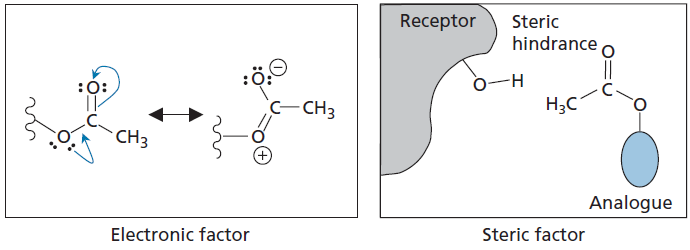 :Ö:
C
O
CH3
:Ö:
−
C—CH3
O
+
Electronic factor
Receptor
Steric
hindrance
O
O—H
C
H3C
O
Analogue
Steric factor